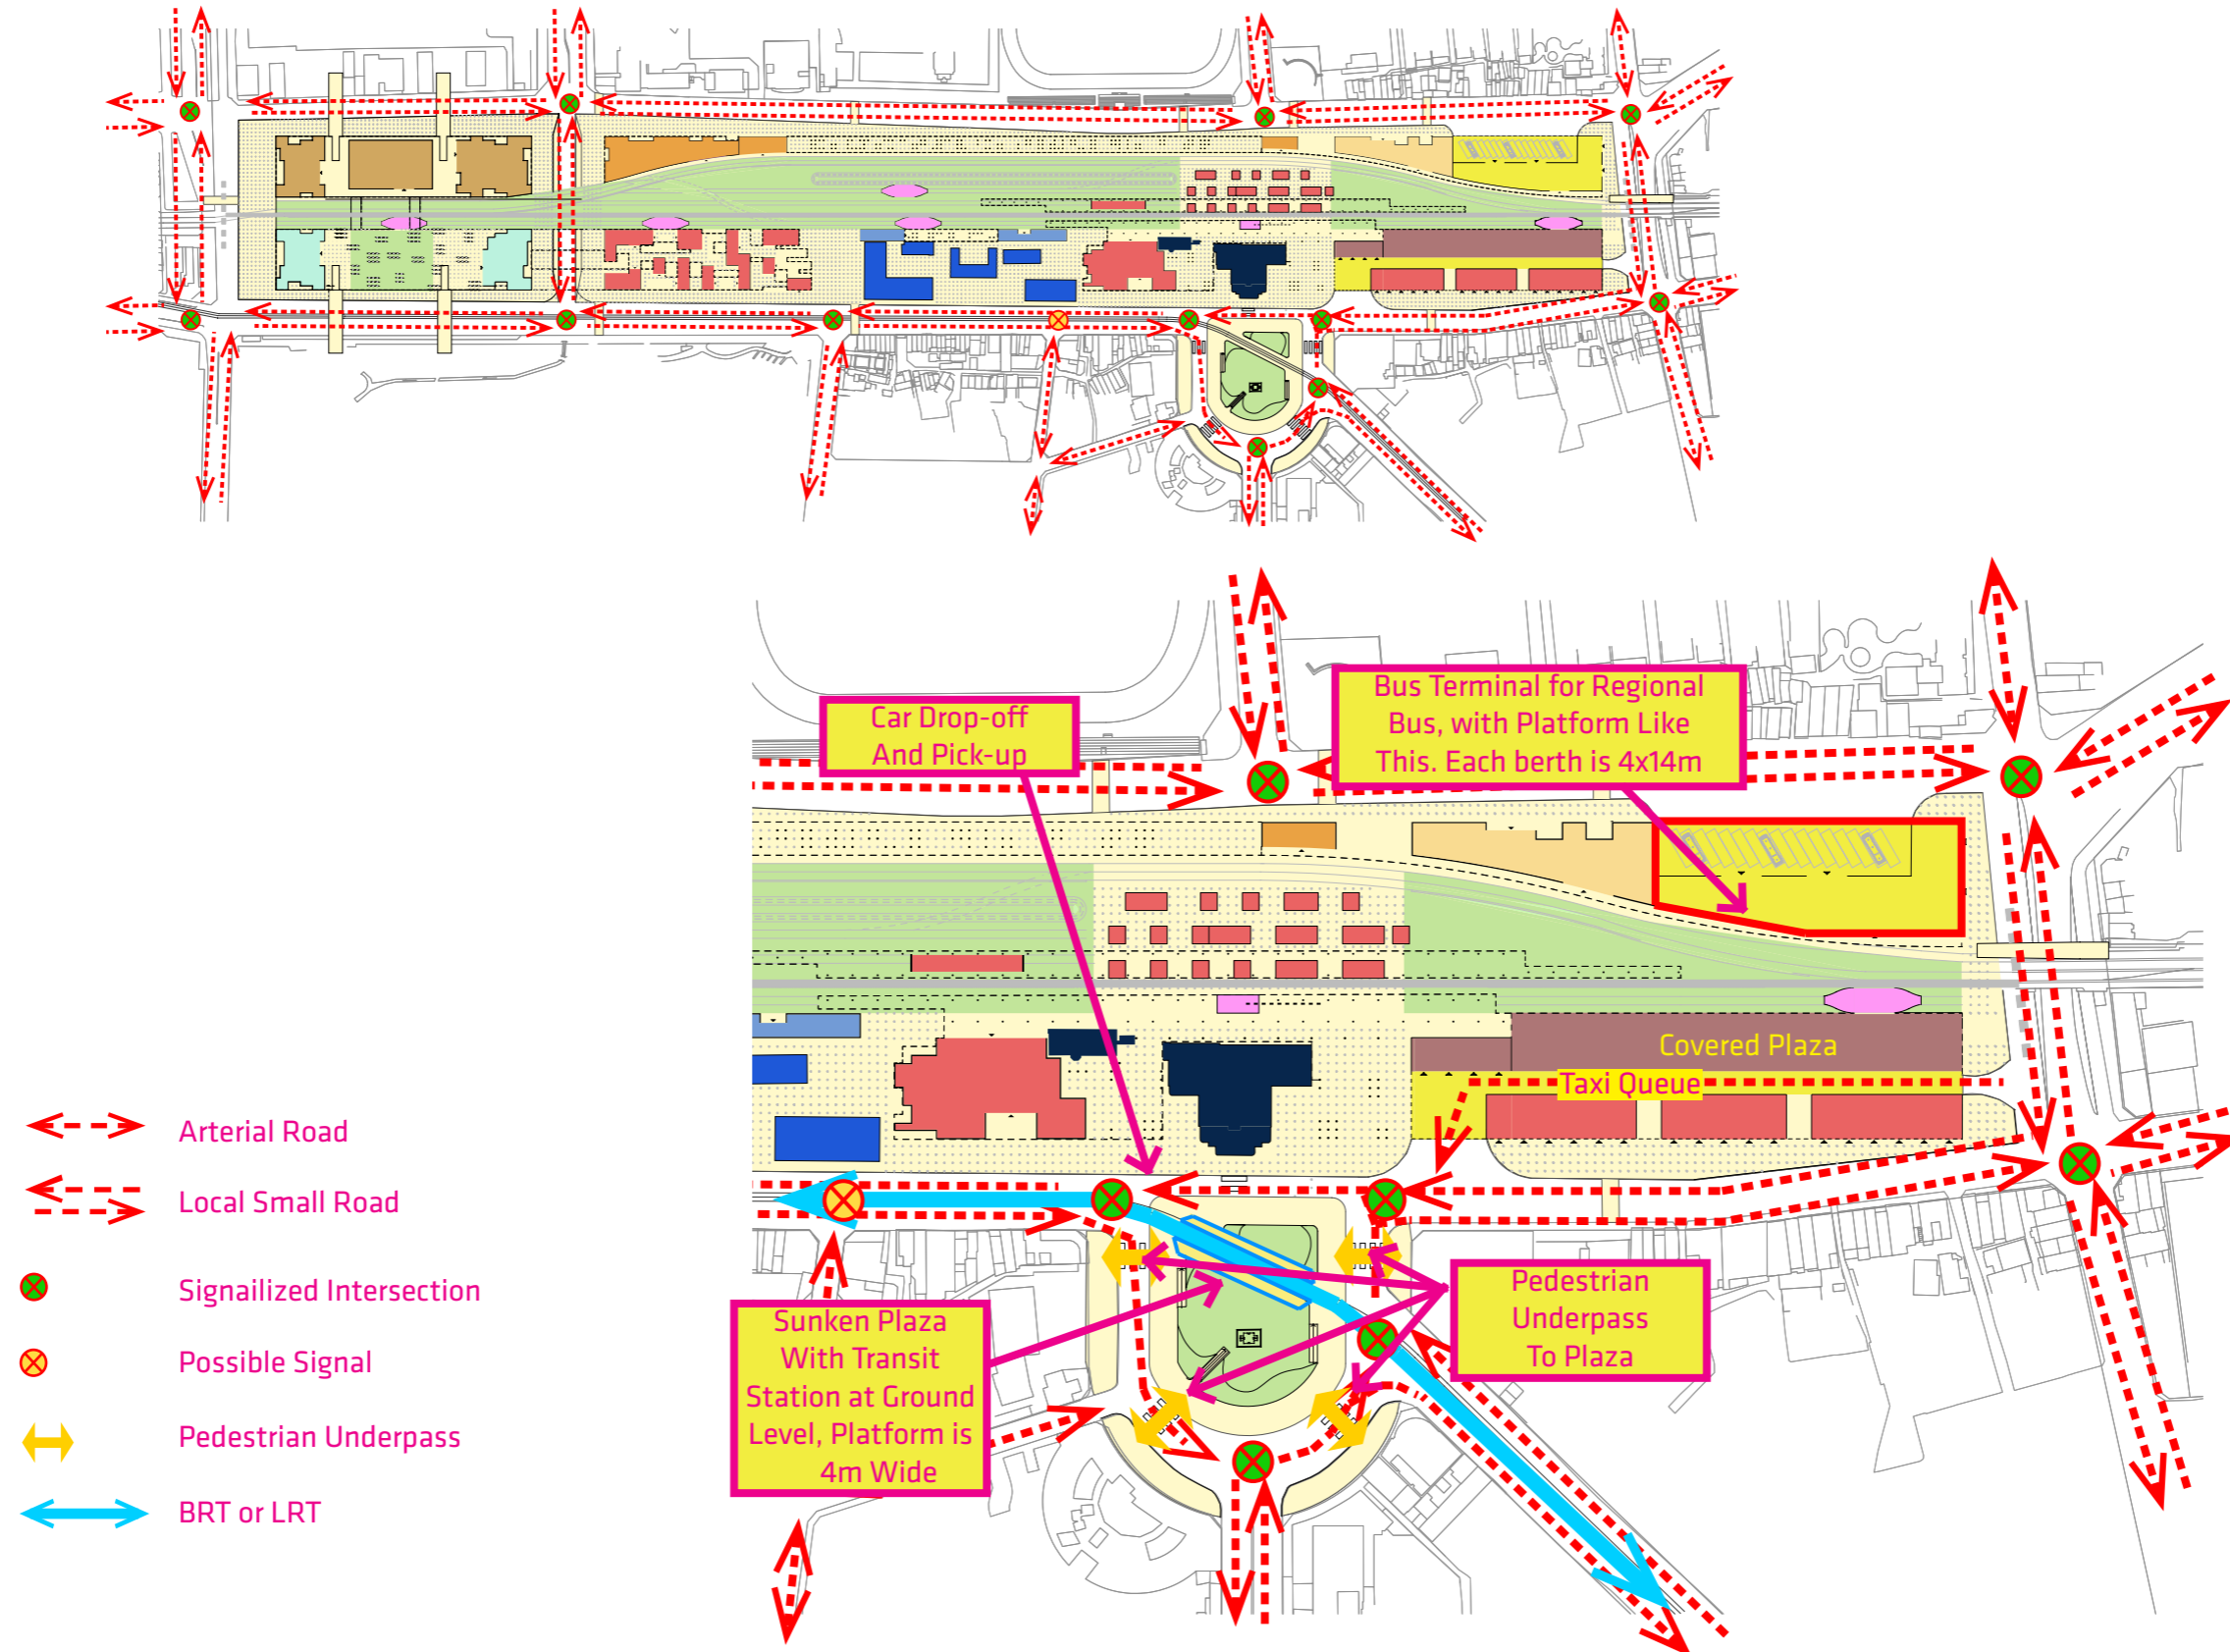 Car Drop-off
And Pick-up
Bus Terminal for Regional
Bus, with Platform Like
This. Each berth is 4x14m
Covered Plaza
Taxi Queue
Pedestrian
Underpass
To Plaza
Sunken Plaza
With Transit
Station at Ground
Level, Platform is
4m Wide
Arterial Road
Local Small Road
Signailized Intersection
Possible Signal
Pedestrian Underpass
BRT or LRT